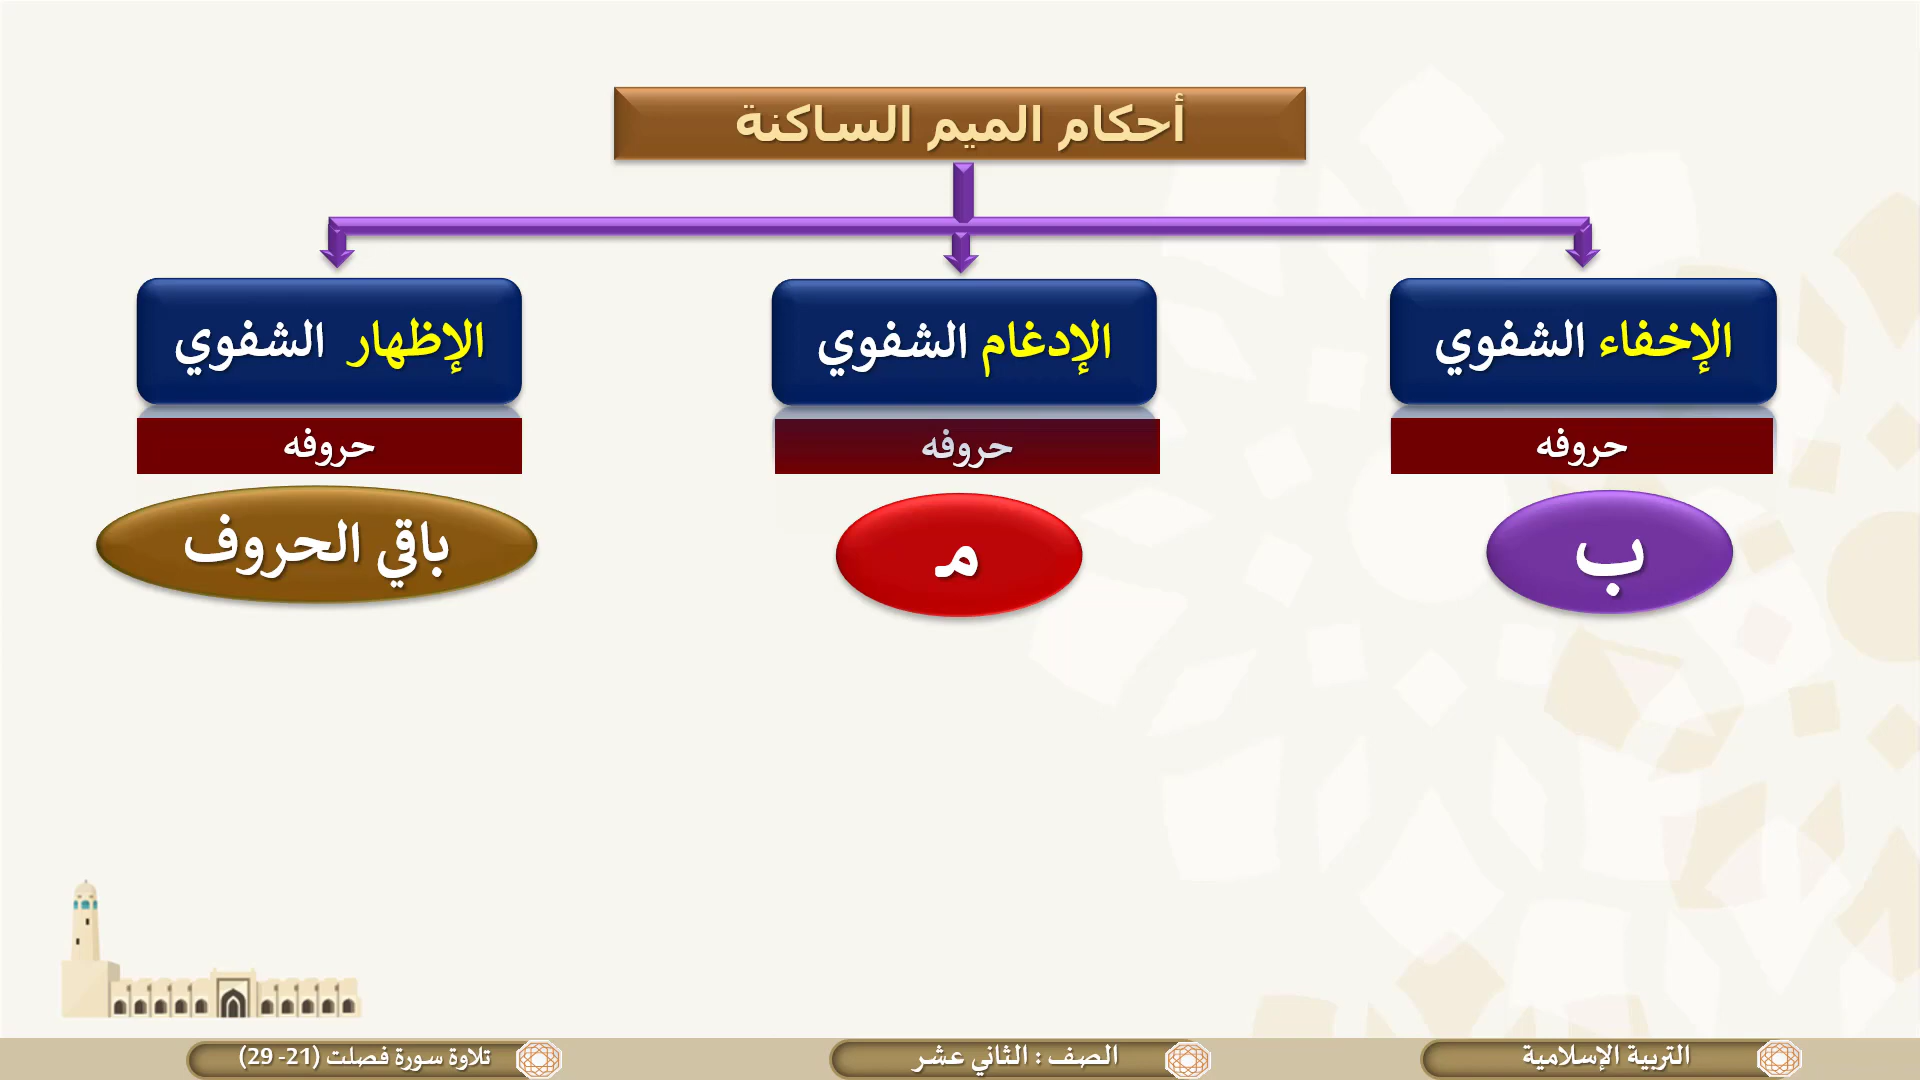 أحكام الميم الساكنة
الإخفاء الشفوي
الإدغام الشفوي
الإظهار الشفوي
حروفه
حروفه
حروفه
ب
مـ
باقي الحروف
التربية الإسلامية
الصف : الثاني عشر
تلاوة سورة فصلت (21- 29)